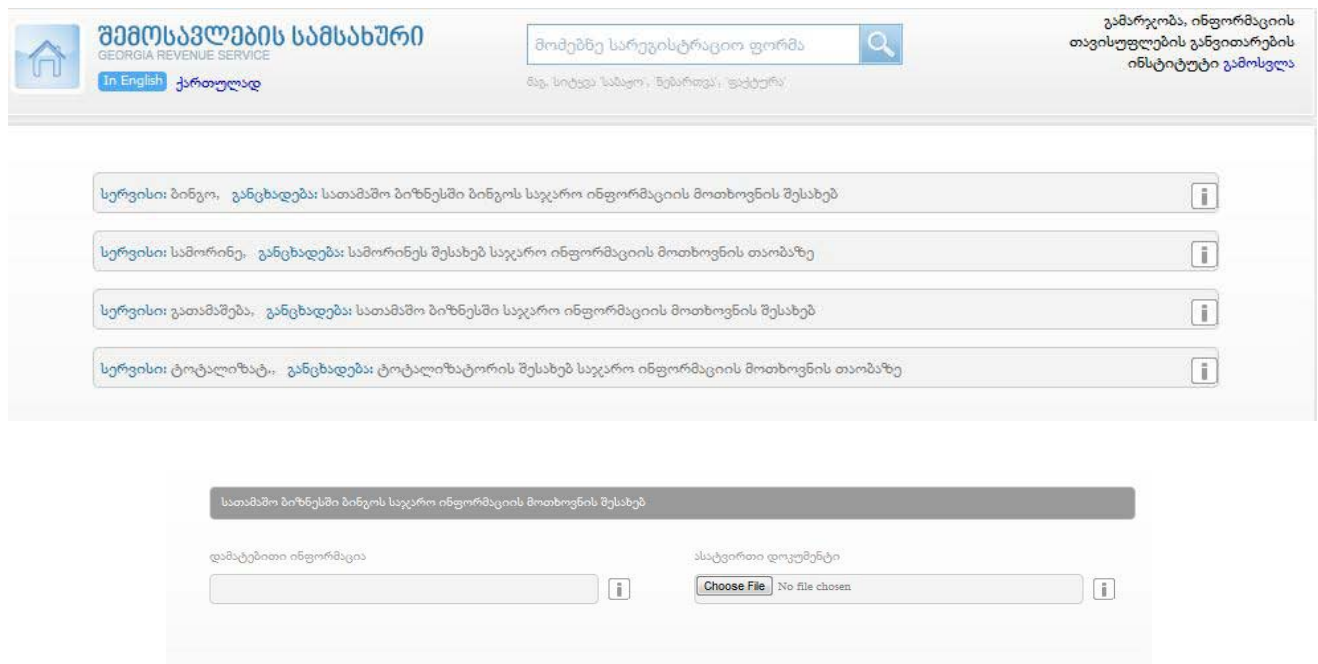 შემოსავლების სამსახური
GEORGIA REVENUE SERVICE
In English ქართულად
მოძებნე სარეგისტრაციო ფორმა
მაგ. სიტყვა 'საბაჟო', 'ნებართვა', 'ფაქტურა'
გამარჯობა, ინფორმაციის
თავისუფლების განვითარების
ინსტიტუტი გამოსვლა
სერვისი: ბინგო, განცხადება: სათამაშო ბიზნესში ბინგოს საჯარო ინფორმაციის მოთხოვნის შესახებ
სერვისი: სამორინე, განცხადება: სამორინეს შესახებ საჯარო ინფორმაციის მოთხოვნის თაობაზე
სერვისი: გათამაშება, განცხადება: სათამაშო ბიზნესში საჯარო ინფორმაციის მოთხოვნის შესახებ
სერვისი: ტოტალიზატ., განცხადება: ტოტალიზატორის შესახებ საჯარო ინფორმაციის მოთხოვნის თაობაზე
სათამაშო ბიზნესში ბინგოს საჯარო ინფორმაციის მოთხოვნის შესახებ
დამატებითი ინფორმაცია
ასატვირთი დოკუმენტი
Choose File No file chosen